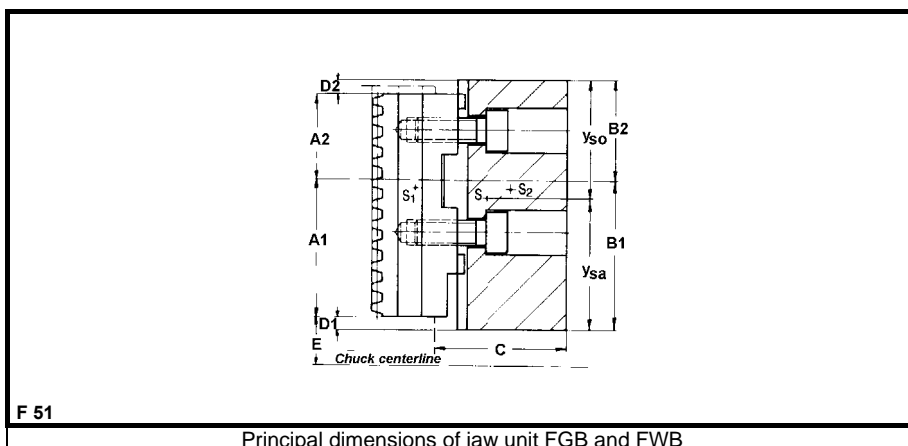 D2
A2
yso
B2
S1
S
S2
A1
ysa
B1
D1
E
C
Chuck centerline
F 51
Principal dimensions of jaw unit FGB and FWB